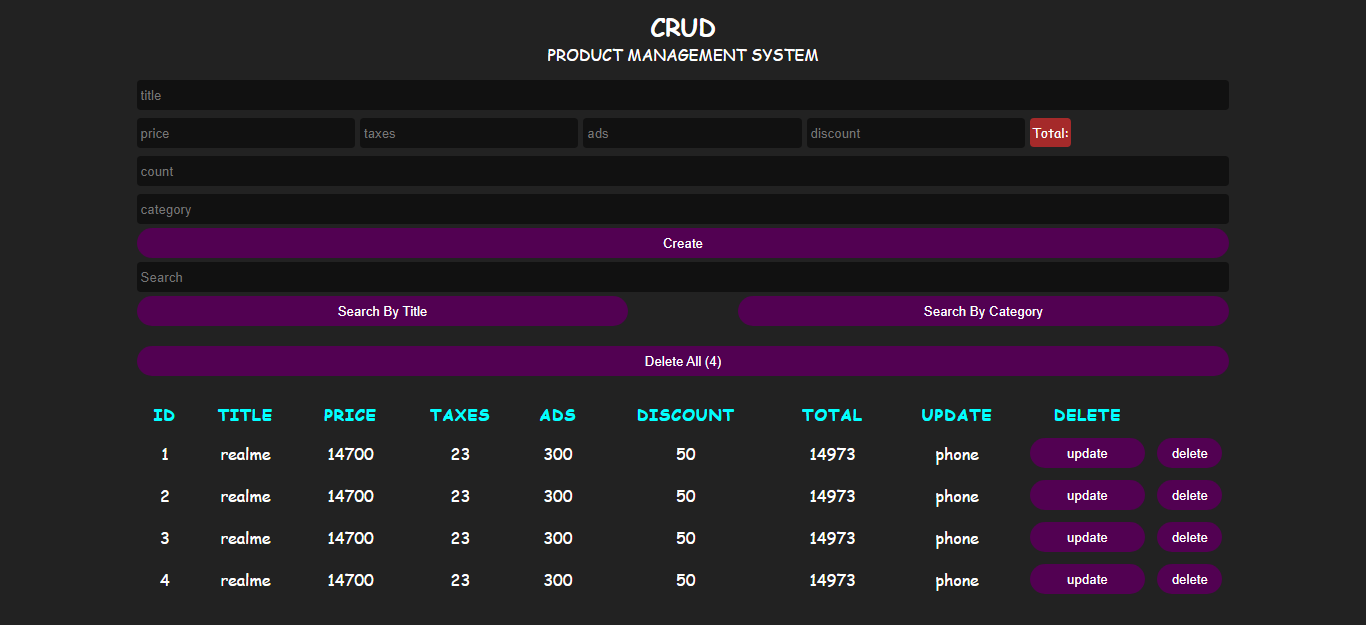 CRUD
PRODUCT MANAGEMENT SYSTEM
title
price taxes ads discount Total:
count
category
Create
Search
Search By Title Search By Category
Delete All (4)
ID TITLE PRICE TAXES ADS DISCOUNT TOTAL UPDATE DELETE
1 realme 14700 23 300 50 14973 phone update delete
2 realme 14700 23 300 50 14973 phone update delete
3 realme 14700 23 300 50 14973 phone update delete
4 realme 14700 23 300 50 14973 phone update delete